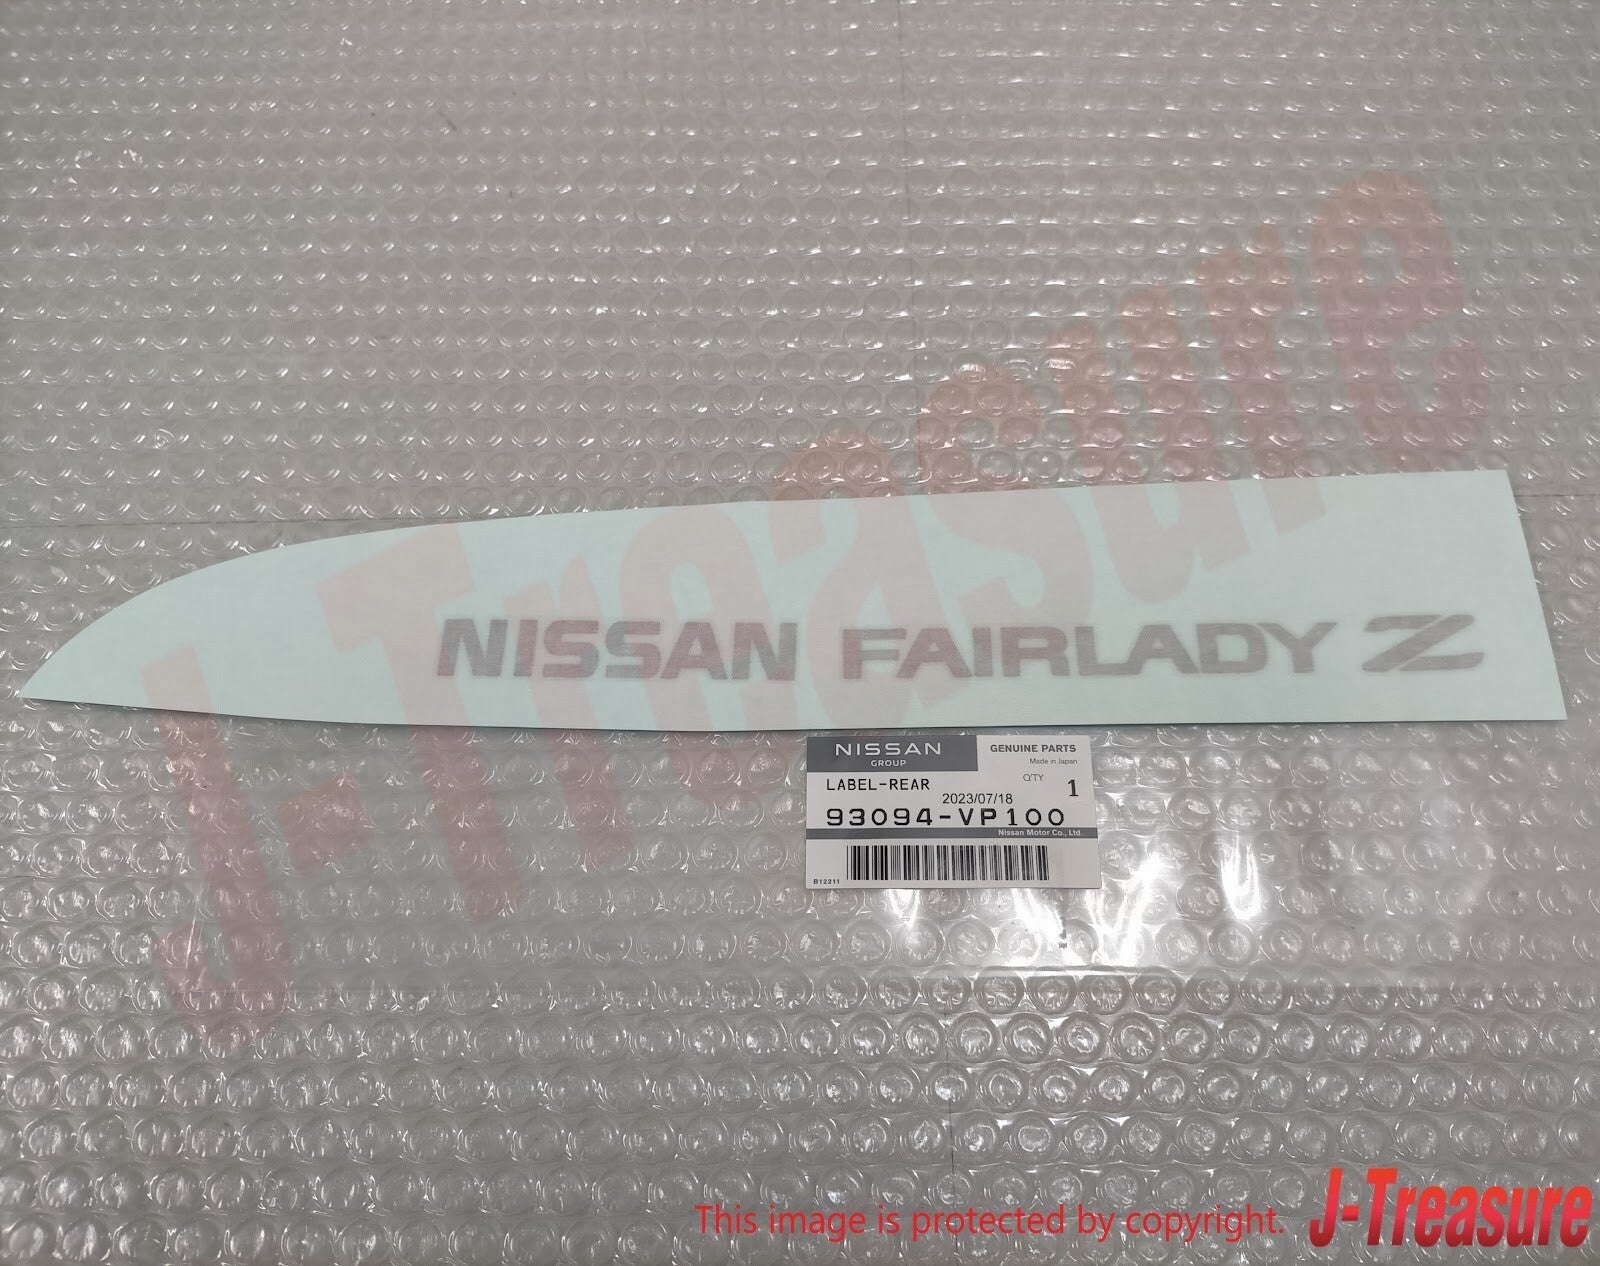 J-Treasure
NISSAN FAIRLADY Z
NISSAN
GROUP
GENUINE PARTS
Made in Japan
LABEL-REAR
Q'TY
1
2023/07/18
93094-VP100
Nissan Motor Co., Ltd.
B12211
This image is protected by copyright. J-Treasure